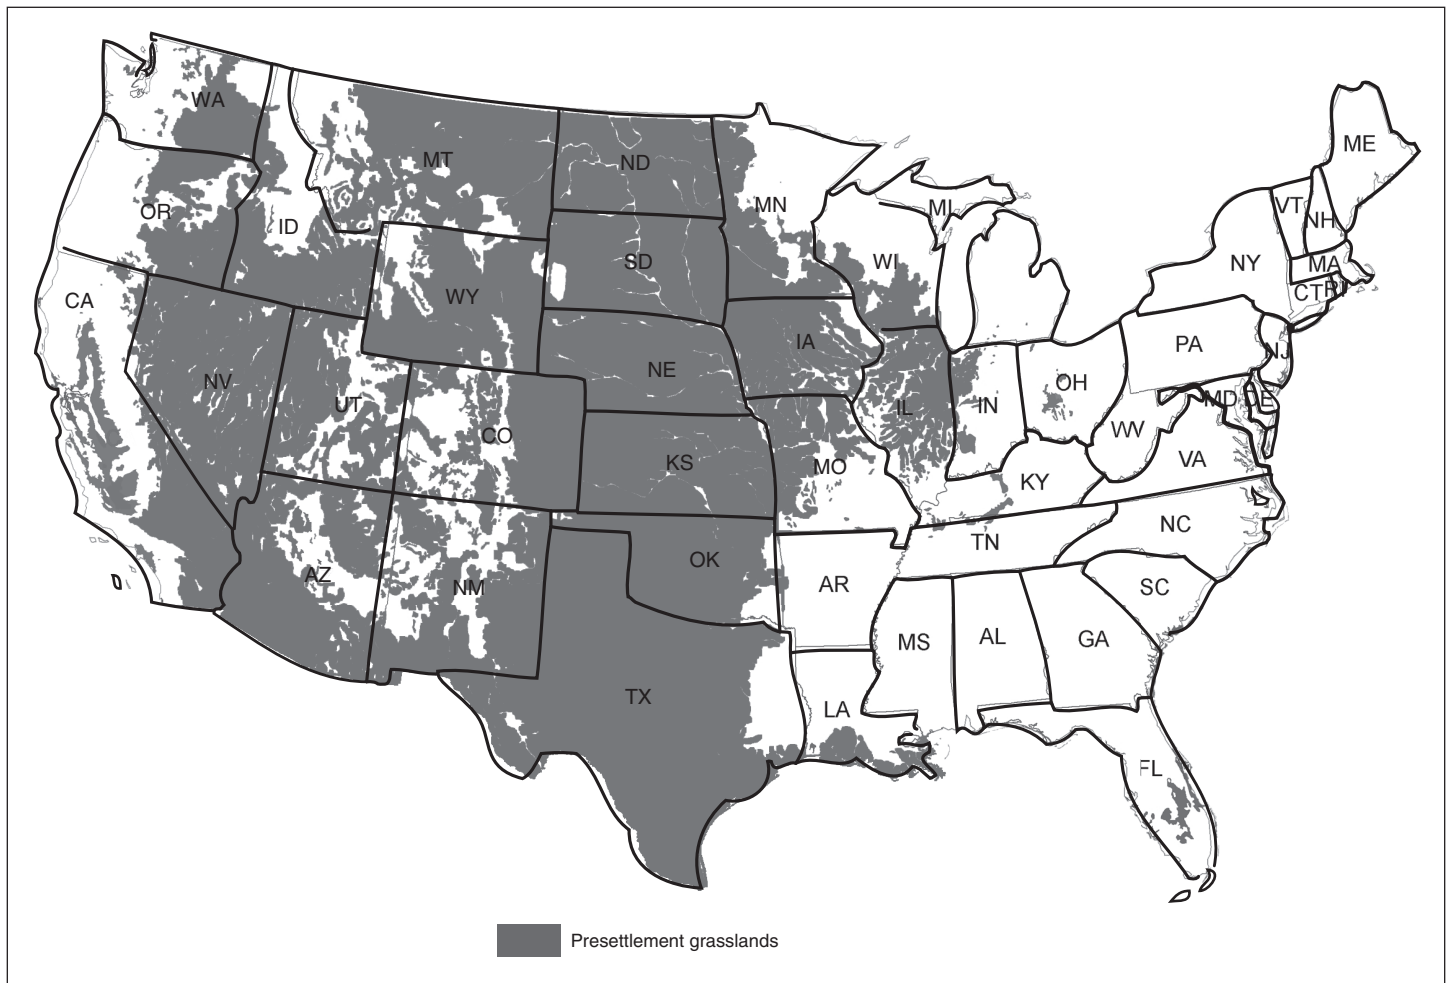 WA
MT
ND
MN
ME
OR
ID
SD
WI
MI
VT
NH
NY
MA
CT
RI
CA
WY
IA
NE
PA
NJ
NV
UT
CO
IL
IN
OH
MD
DE
KS
MO
WV
VA
KY
AZ
NM
OK
AR
TN
NC
SC
MS
AL
GA
TX
LA
FL
Presettlement grasslands